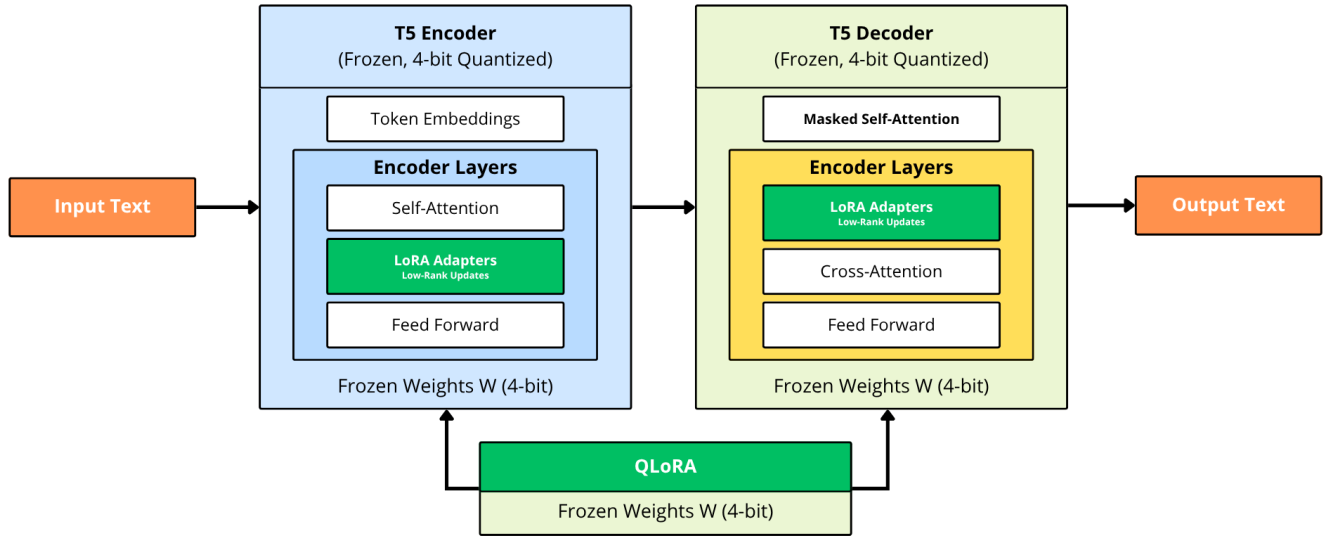 Input Text
T5 Encoder
(Frozen, 4-bit Quantized)
Token Embeddings
Encoder Layers
Self-Attention
LoRA Adapters
Low-Rank Updates
Feed Forward
Frozen Weights W (4-bit)
T5 Decoder
(Frozen, 4-bit Quantized)
Masked Self-Attention
Encoder Layers
LoRA Adapters
Low-Rank Updates
Cross-Attention
Feed Forward
Frozen Weights W (4-bit)
Output Text
QLoRA
Frozen Weights W (4-bit)